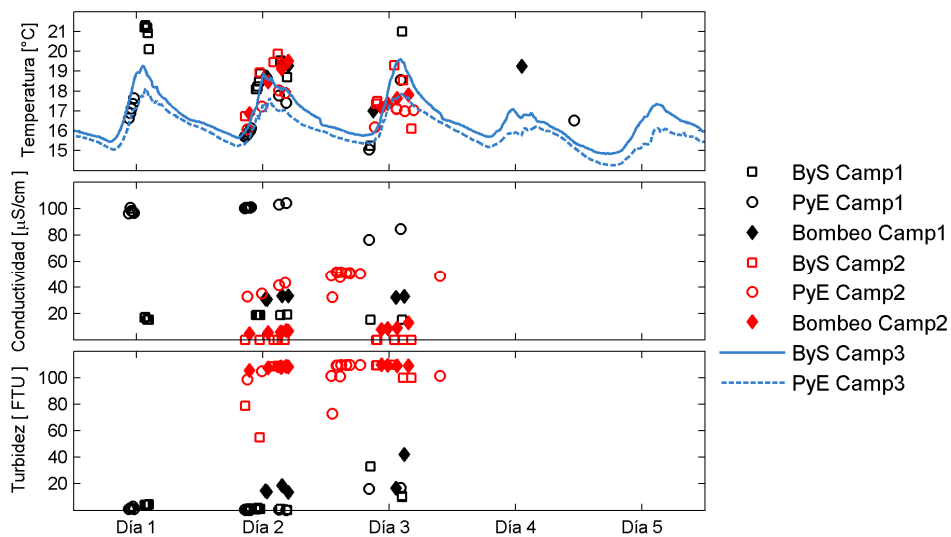 Temperatura [°C]
21
20
19
18
17
16
15
Conductividad [µS/cm]
100
80
60
40
20
Turbidez [ FTU ]
100
80
60
40
20
Día 1
Día 2
Día 3
Día 4
Día 5
ByS Camp1
PyE Camp1
Bombeo Camp1
ByS Camp2
PyE Camp2
Bombeo Camp2
ByS Camp3
PyE Camp3